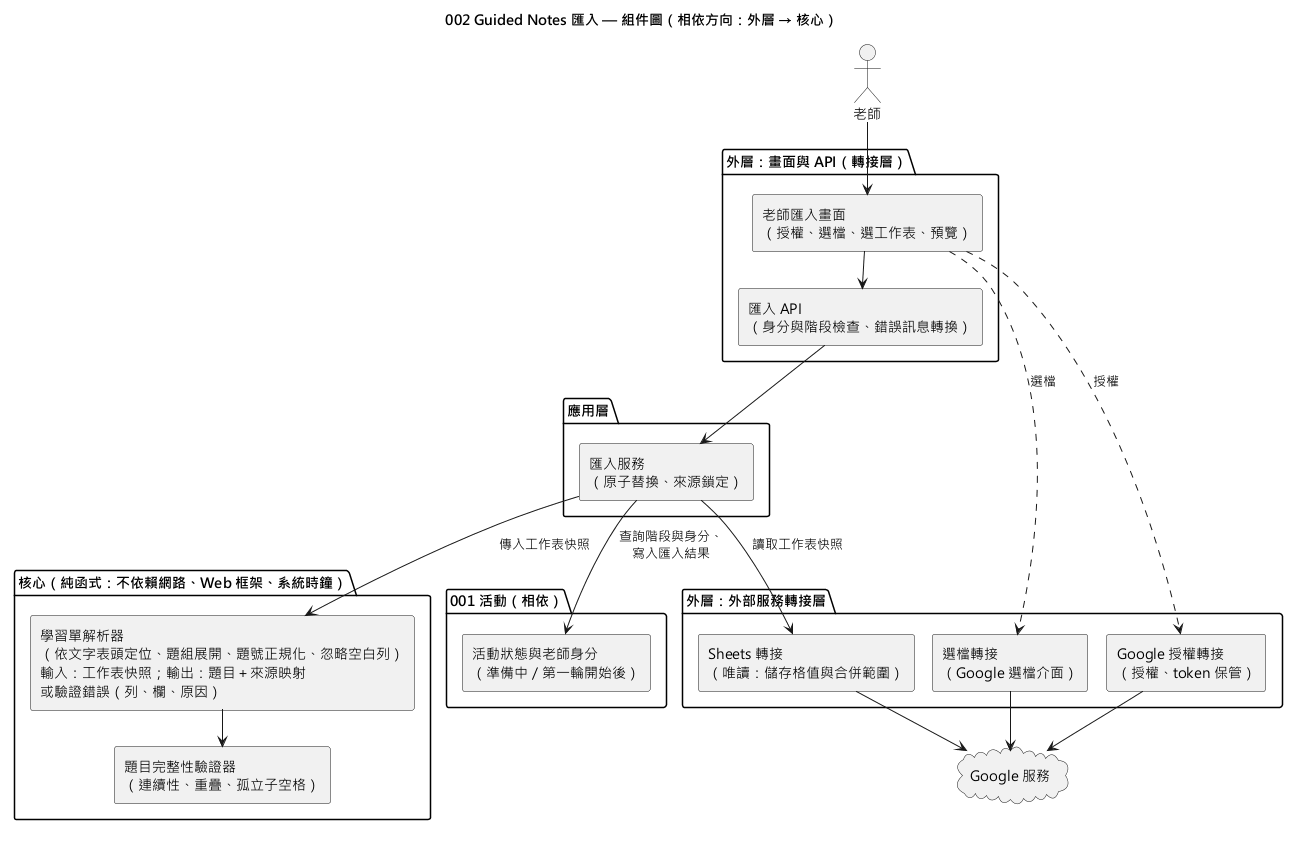 002 Guided Notes 匯入 — 組件圖（相依方向：外層 → 核心）
老師
外層：畫面與 API（轉接層）
老師匯入畫面
（授權、選檔、選工作表、預覽）
匯入 API
（身分與階段檢查、錯誤訊息轉換）
選檔
授權
應用層
匯入服務
（原子替換、來源鎖定）
傳入工作表快照
查詢階段與身分、
寫入匯入結果
讀取工作表快照
核心（純函式：不依賴網路、Web 框架、系統時鐘）
學習單解析器
（依文字表頭定位、題組展開、題號正規化、忽略空白列）
輸入：工作表快照；輸出：題目＋來源映射
或驗證錯誤（列、欄、原因）
題目完整性驗證器
（連續性、重疊、孤立子空格）
001 活動（相依）
活動狀態與老師身分
（準備中 / 第一輪開始後）
外層：外部服務轉接層
Sheets 轉接
（唯讀：儲存格值與合併範圍）
選檔轉接
（Google 選檔介面）
Google 授權轉接
（授權、token 保管）
Google 服務